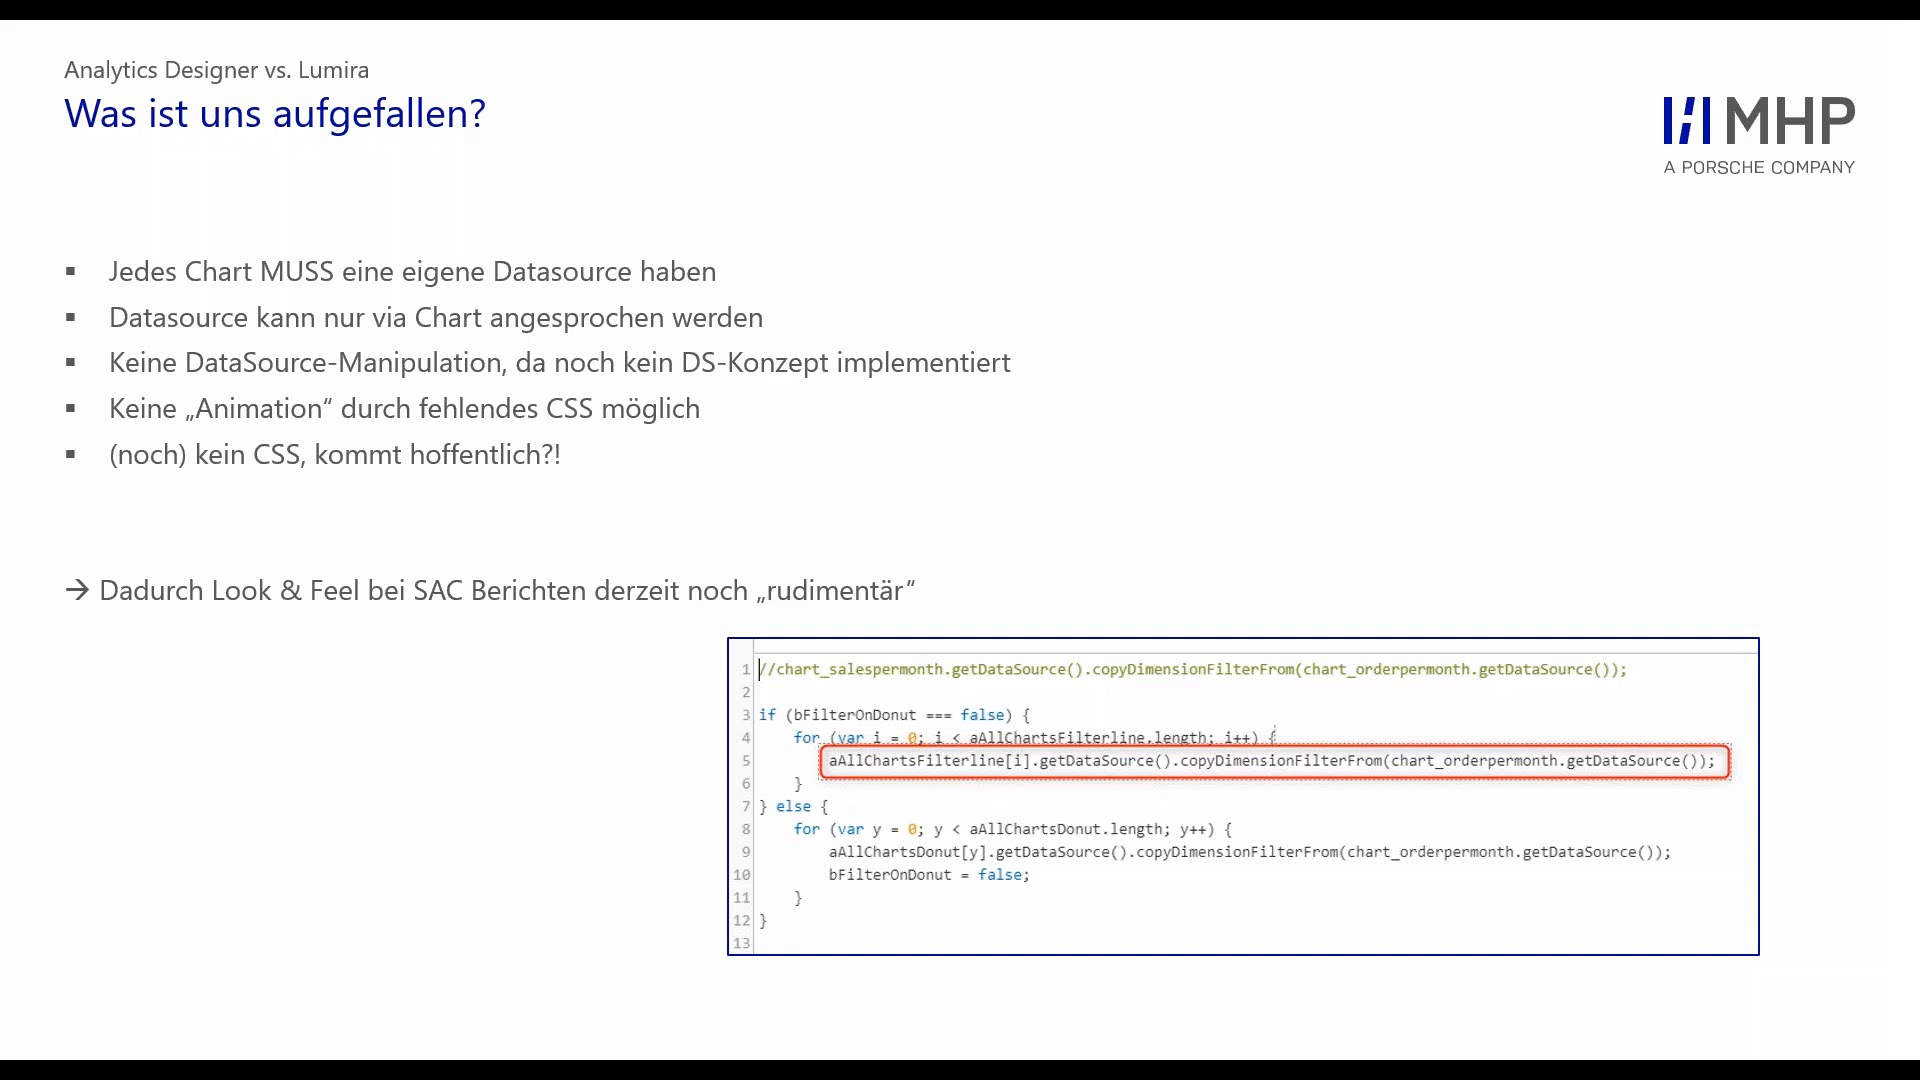 Analytics Designer vs. Lumira
Was ist uns aufgefallen?
MHP
A PORSCHE COMPANY
▪ Jedes Chart MUSS eine eigene Datasource haben
▪ Datasource kann nur via Chart angesprochen werden
▪ Keine DataSource-Manipulation, da noch kein DS-Konzept implementiert
▪ Keine „Animation“ durch fehlendes CSS möglich
▪ (noch) kein CSS, kommt hoffentlich?!
→ Dadurch Look & Feel bei SAC Berichten derzeit noch „rudimentär“
1 //chart_salespermonth.getDataSource().copyDimensionFilterFrom(chart_orderpermonth.getDataSource());
2
3 if (bFilterOnDonut === false) {
4     for (var i = 0; i < aAllChartsFilterline.length; i++) {
5         aAllChartsFilterline[i].getDataSource().copyDimensionFilterFrom(chart_orderpermonth.getDataSource());
6     }
7 } else {
8     for (var y = 0; y < aAllChartsDonut.length; y++) {
9         aAllChartsDonut[y].getDataSource().copyDimensionFilterFrom(chart_orderpermonth.getDataSource());
10         bFilterOnDonut = false;
11     }
12 }
13